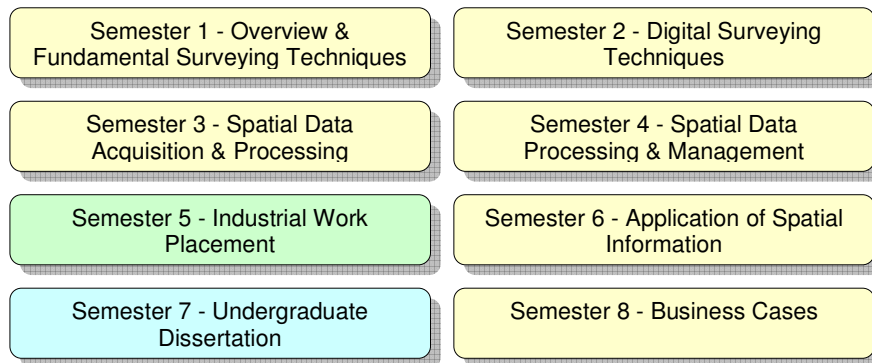 Semester 1 - Overview &
Fundamental Surveying Techniques
Semester 2 - Digital Surveying
Techniques
Semester 3 - Spatial Data
Acquisition & Processing
Semester 4 - Spatial Data
Processing & Management
Semester 5 - Industrial Work
Placement
Semester 6 - Application of Spatial
Information
Semester 7 - Undergraduate
Dissertation
Semester 8 - Business Cases